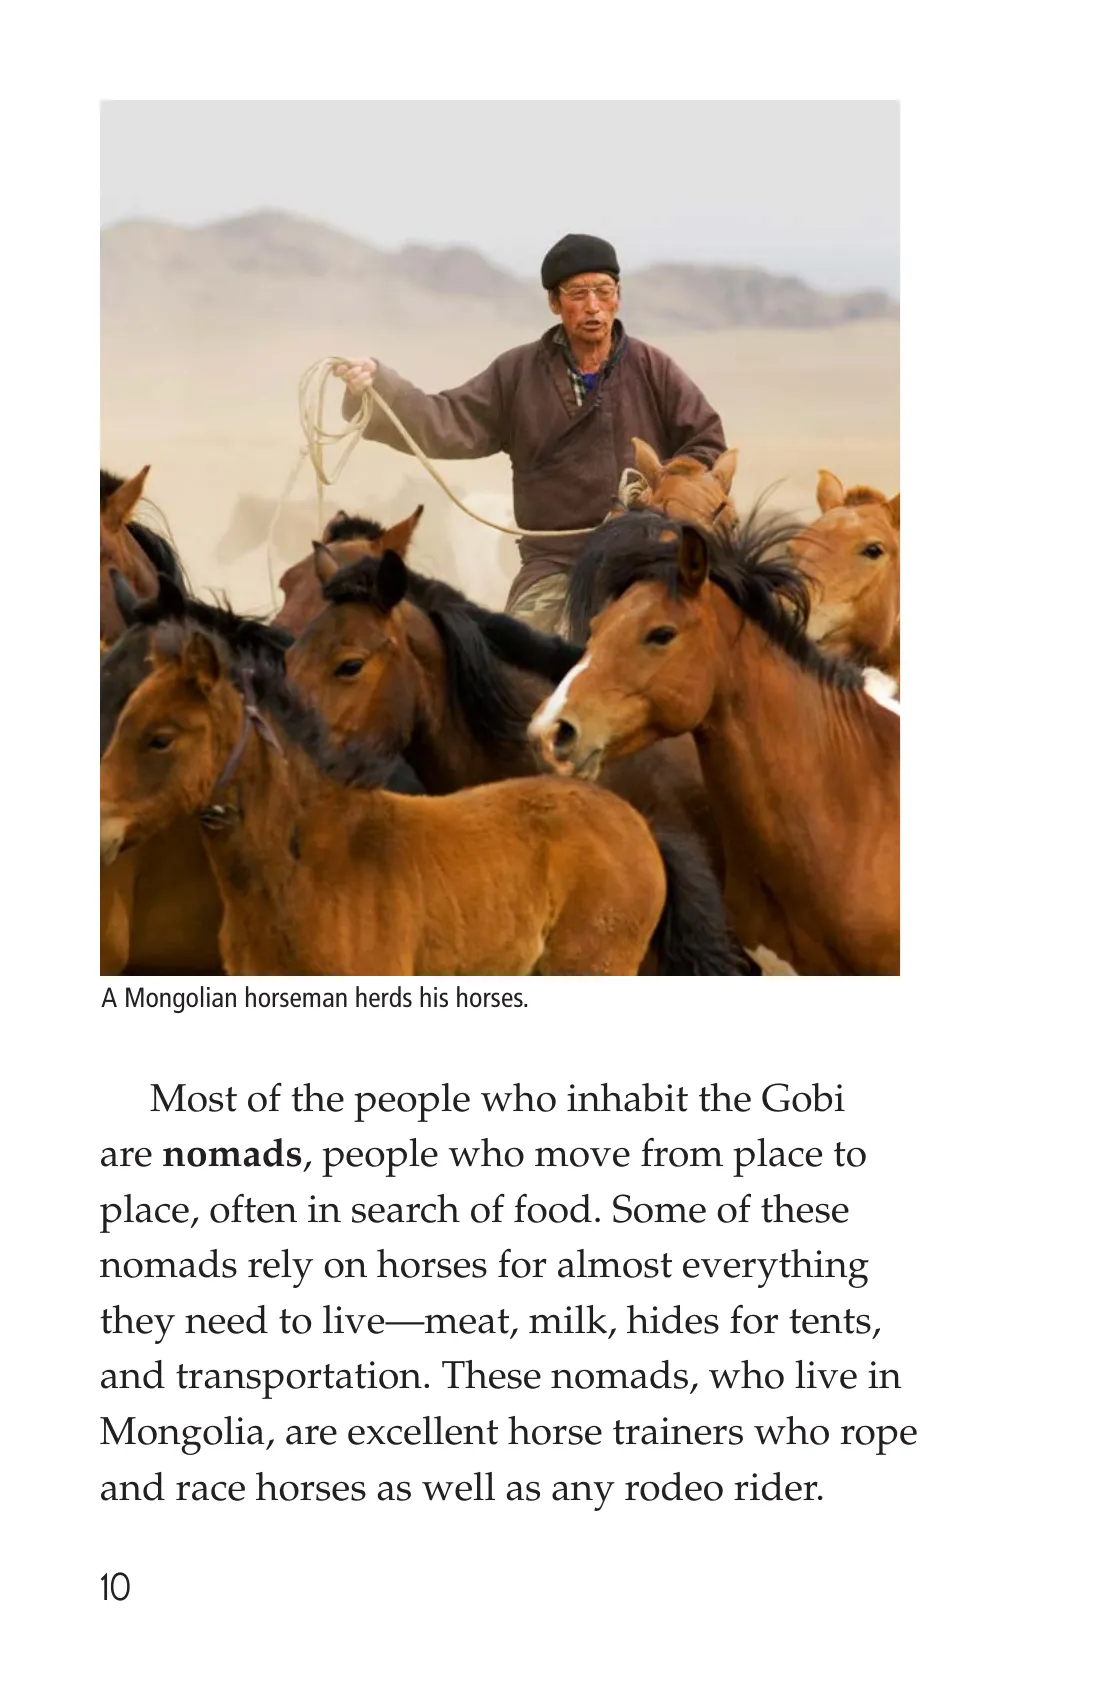 A Mongolian horseman herds his horses.
Most of the people who inhabit the Gobi
are nomads, people who move from place to
place, often in search of food. Some of these
nomads rely on horses for almost everything
they need to live—meat, milk, hides for tents,
and transportation. These nomads, who live in
Mongolia, are excellent horse trainers who rope
and race horses as well as any rodeo rider.
10